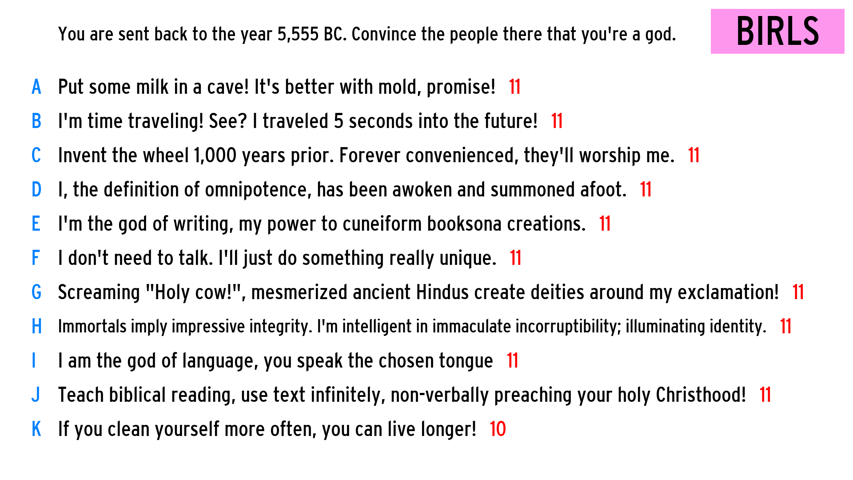 You are sent back to the year 5,555 BC. Convince the people there that you're a god.
BIRLS
A Put some milk in a cave! It's better with mold, promise! 11
B I'm time traveling! See? I traveled 5 seconds into the future! 11
C Invent the wheel 1,000 years prior. Forever convenienced, they'll worship me. 11
D I, the definition of omnipotence, has been awoken and summoned afoot. 11
E I'm the god of writing, my power to cuneiform booksona creations. 11
F I don't need to talk. I'll just do something really unique. 11
G Screaming "Holy cow!", mesmerized ancient Hindus create deities around my exclamation! 11
H Immortals imply impressive integrity. I'm intelligent in immaculate incorruptibility; illuminating identity. 11
I I am the god of language, you speak the chosen tongue 11
J Teach biblical reading, use text infinitely, non-verbally preaching your holy Christhood! 11
K If you clean yourself more often, you can live longer! 10